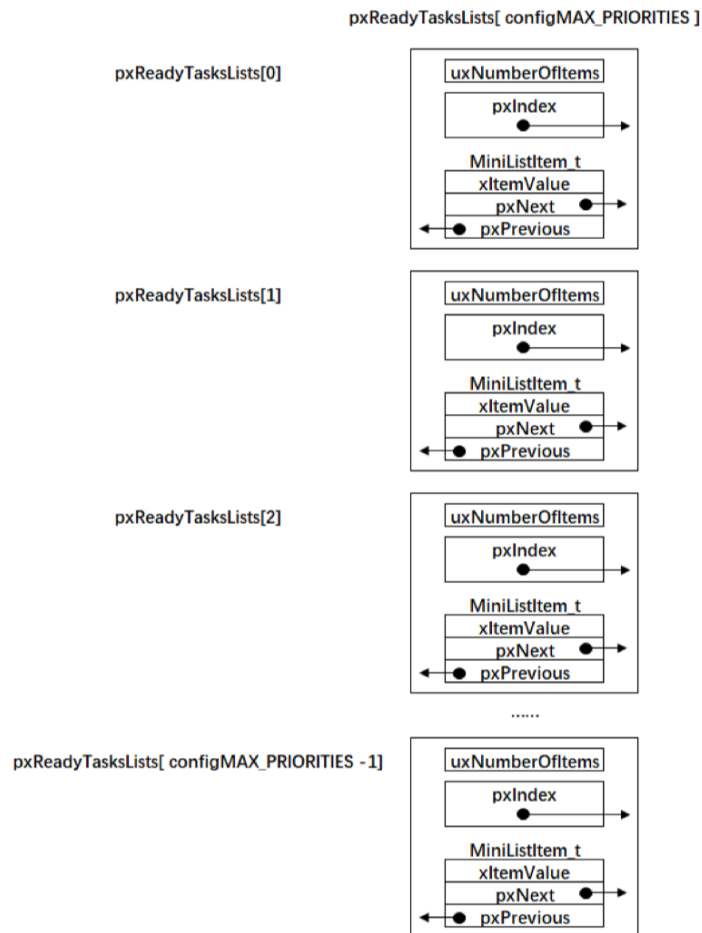 pxReadyTasksLists[ configMAX_PRIORITIES ]
pxReadyTasksLists[0]
uxNumberOfItems
pxIndex
MiniListItem_t
xItemValue
pxNext
pxPrevious
pxReadyTasksLists[1]
uxNumberOfItems
pxIndex
MiniListItem_t
xItemValue
pxNext
pxPrevious
pxReadyTasksLists[2]
uxNumberOfItems
pxIndex
MiniListItem_t
xItemValue
pxNext
pxPrevious
......
pxReadyTasksLists[ configMAX_PRIORITIES -1]
uxNumberOfItems
pxIndex
MiniListItem_t
xItemValue
pxNext
pxPrevious